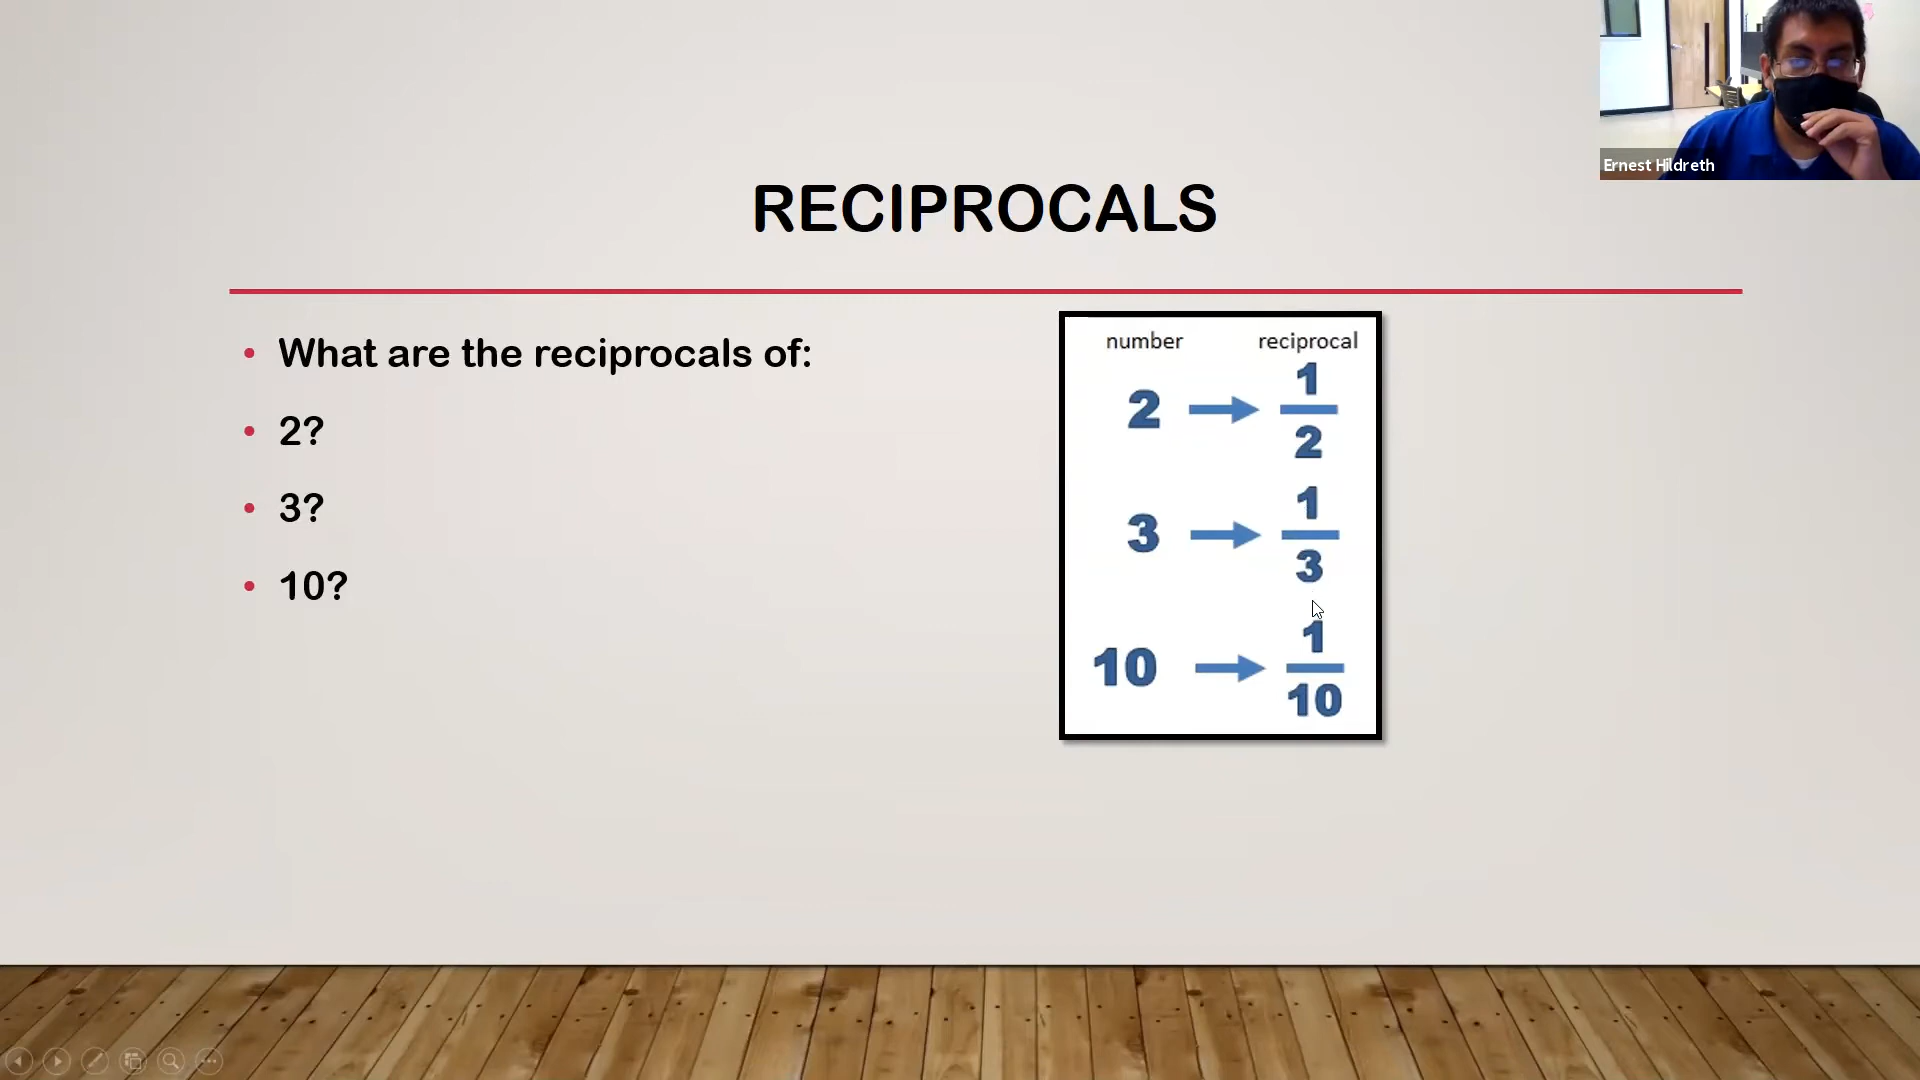 Ernest Hildreth
RECIPROCALS
• What are the reciprocals of:
• 2?
• 3?
• 10?
number reciprocal
2 → 1/2
3 → 1/3
10 → 1/10